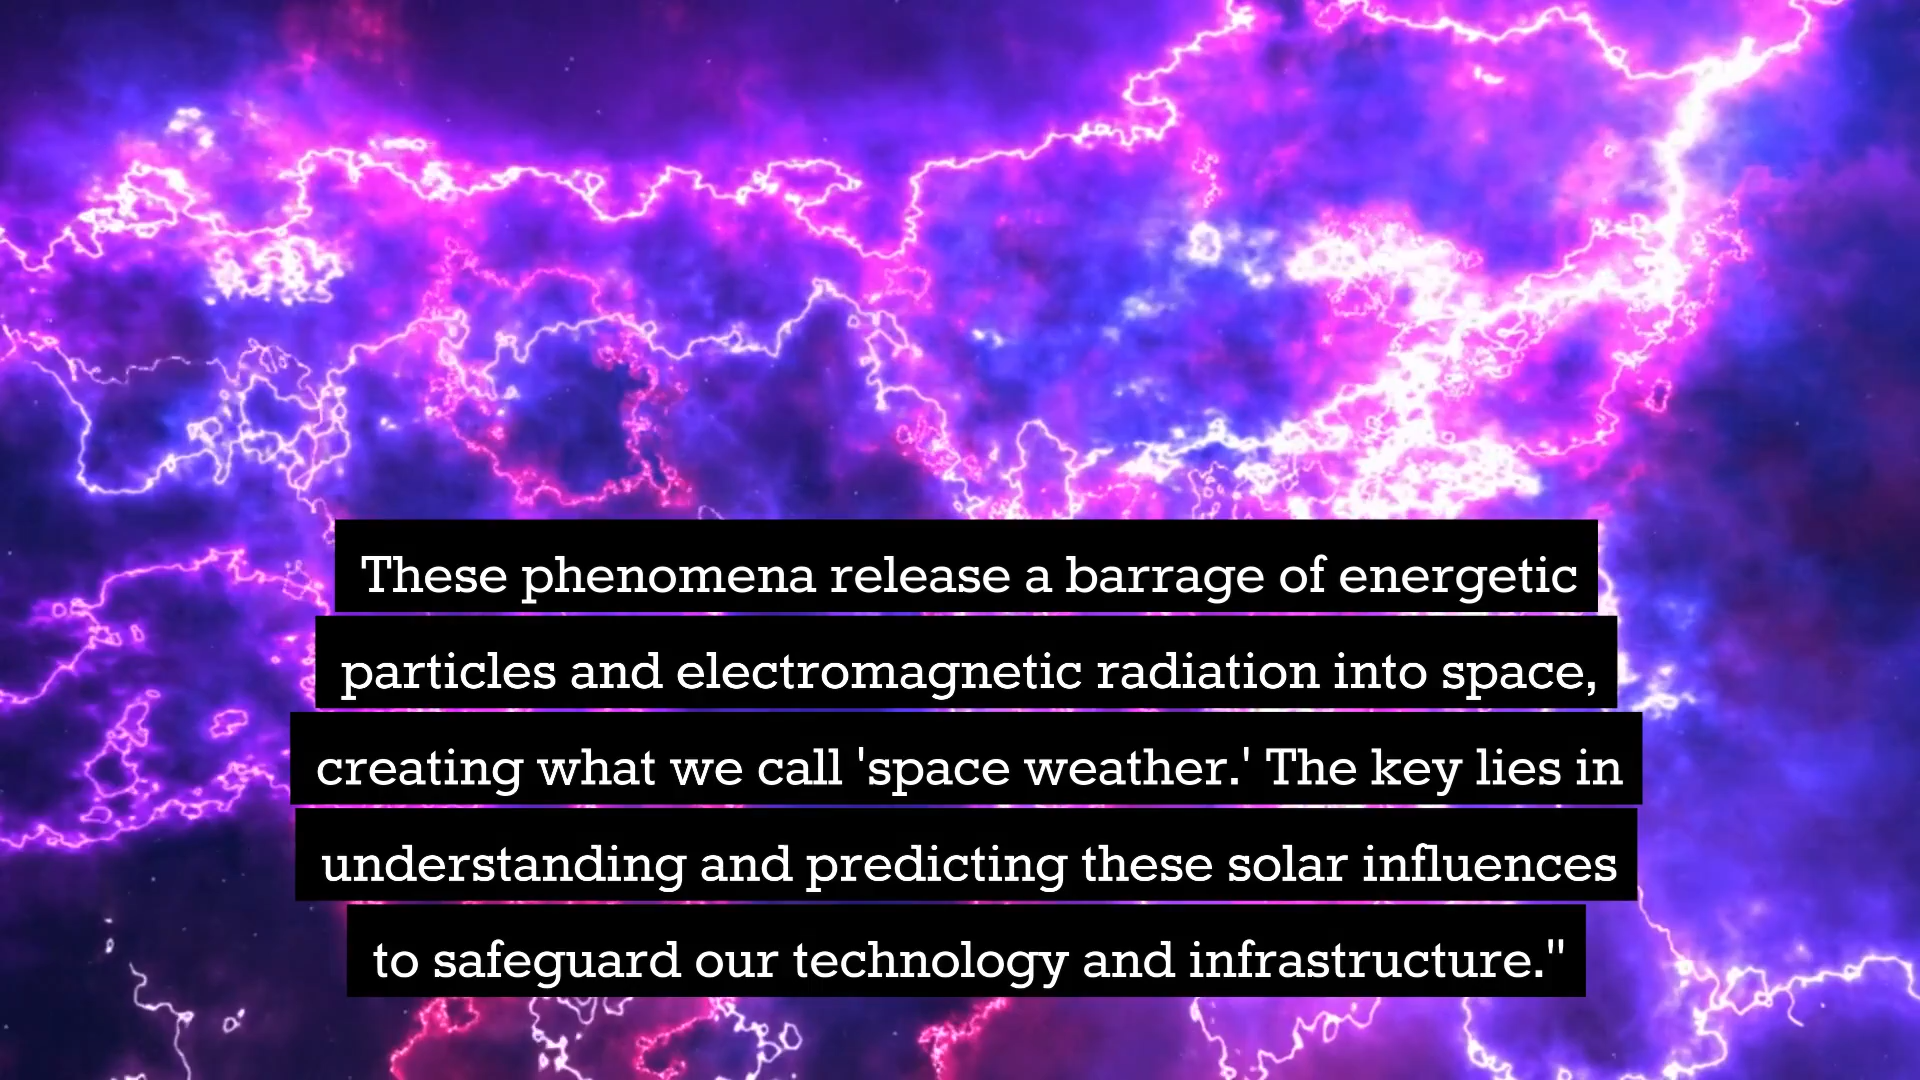 These phenomena release a barrage of energetic
particles and electromagnetic radiation into space,
creating what we call 'space weather.' The key lies in
understanding and predicting these solar influences
to safeguard our technology and infrastructure."